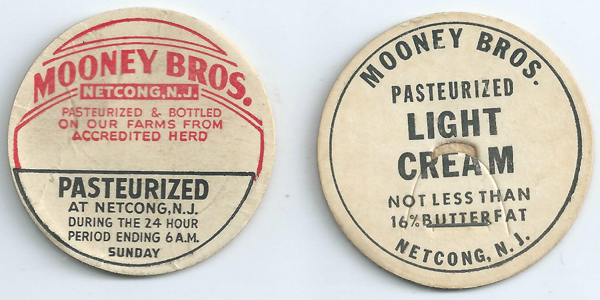 MOONEY BROS.
NETCONG, N.J.
PASTEURIZED & BOTTLED
ON OUR FARMS FROM
ACCREDITED HERD
PASTEURIZED
AT NETCONG, N.J.
DURING THE 24 HOUR
PERIOD ENDING 6 A.M.
SUNDAY
MOONEY BROS.
PASTEURIZED
LIGHT
CREAM
NOT LESS THAN
16% BUTTERFAT
NETCONG, N.J.